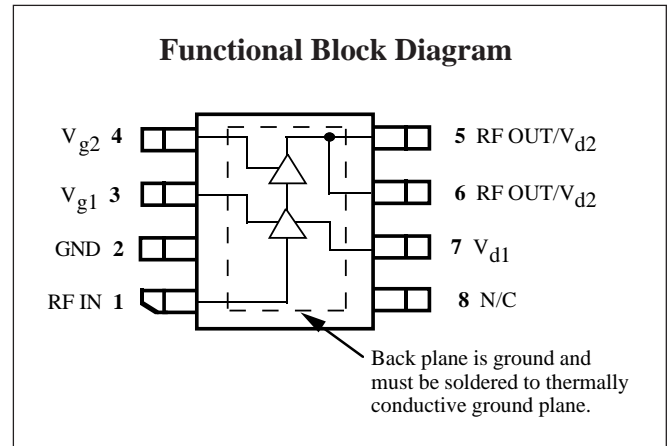 Functional Block Diagram
Vg2 4
5 RF OUT/Vd2
Vg1 3
6 RF OUT/Vd2
GND 2
7 Vd1
RF IN 1
8 N/C
Back plane is ground and
must be soldered to thermally
conductive ground plane.